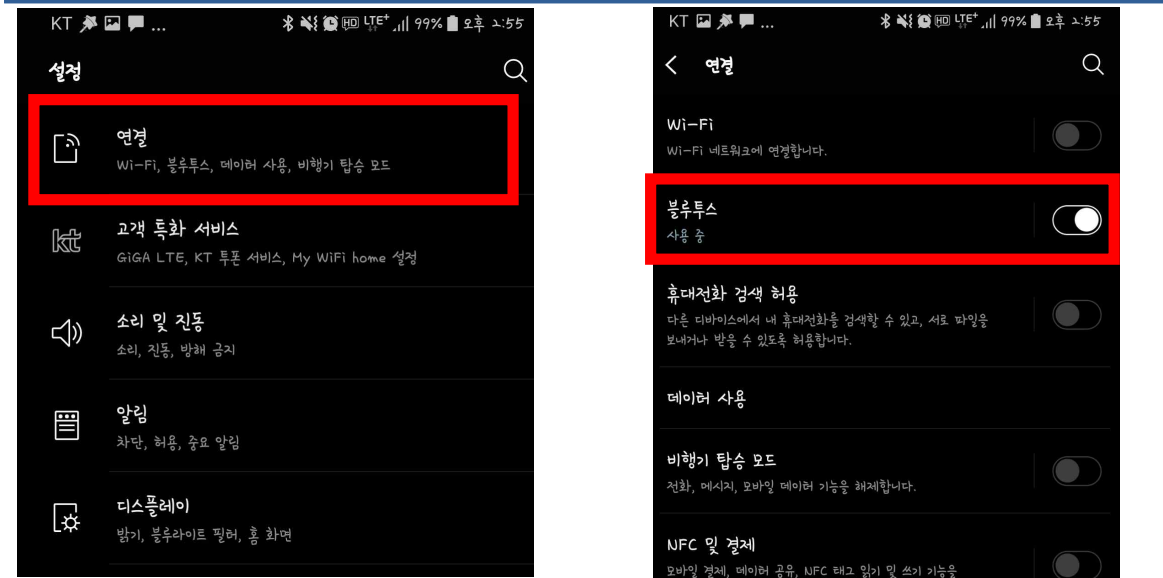 KT ... HD LTE+ 99% 오후 2:55
설정
연결
Wi-Fi, 블루투스, 데이터 사용, 비행기 탑승 모드
kt
고객 특화 서비스
GiGA LTE, KT 투폰 서비스, My WiFi home 설정
소리 및 진동
소리, 진동, 방해 금지
알림
차단, 허용, 중요 알림
디스플레이
밝기, 블루라이트 필터, 홈 화면
KT ... HD LTE+ 99% 오후 2:55
연결
Wi-Fi
Wi-Fi 네트워크에 연결합니다.
블루투스
사용 중
휴대전화 검색 허용
다른 디바이스에서 내 휴대전화를 검색할 수 있고, 서로 파일을
보내거나 받을 수 있도록 허용합니다.
데이터 사용
비행기 탑승 모드
전화, 메시지, 모바일 데이터 기능을 해제합니다.
NFC 및 결제
모바일 결제, 데이터 공유, NFC 태그 읽기 및 쓰기 기능을